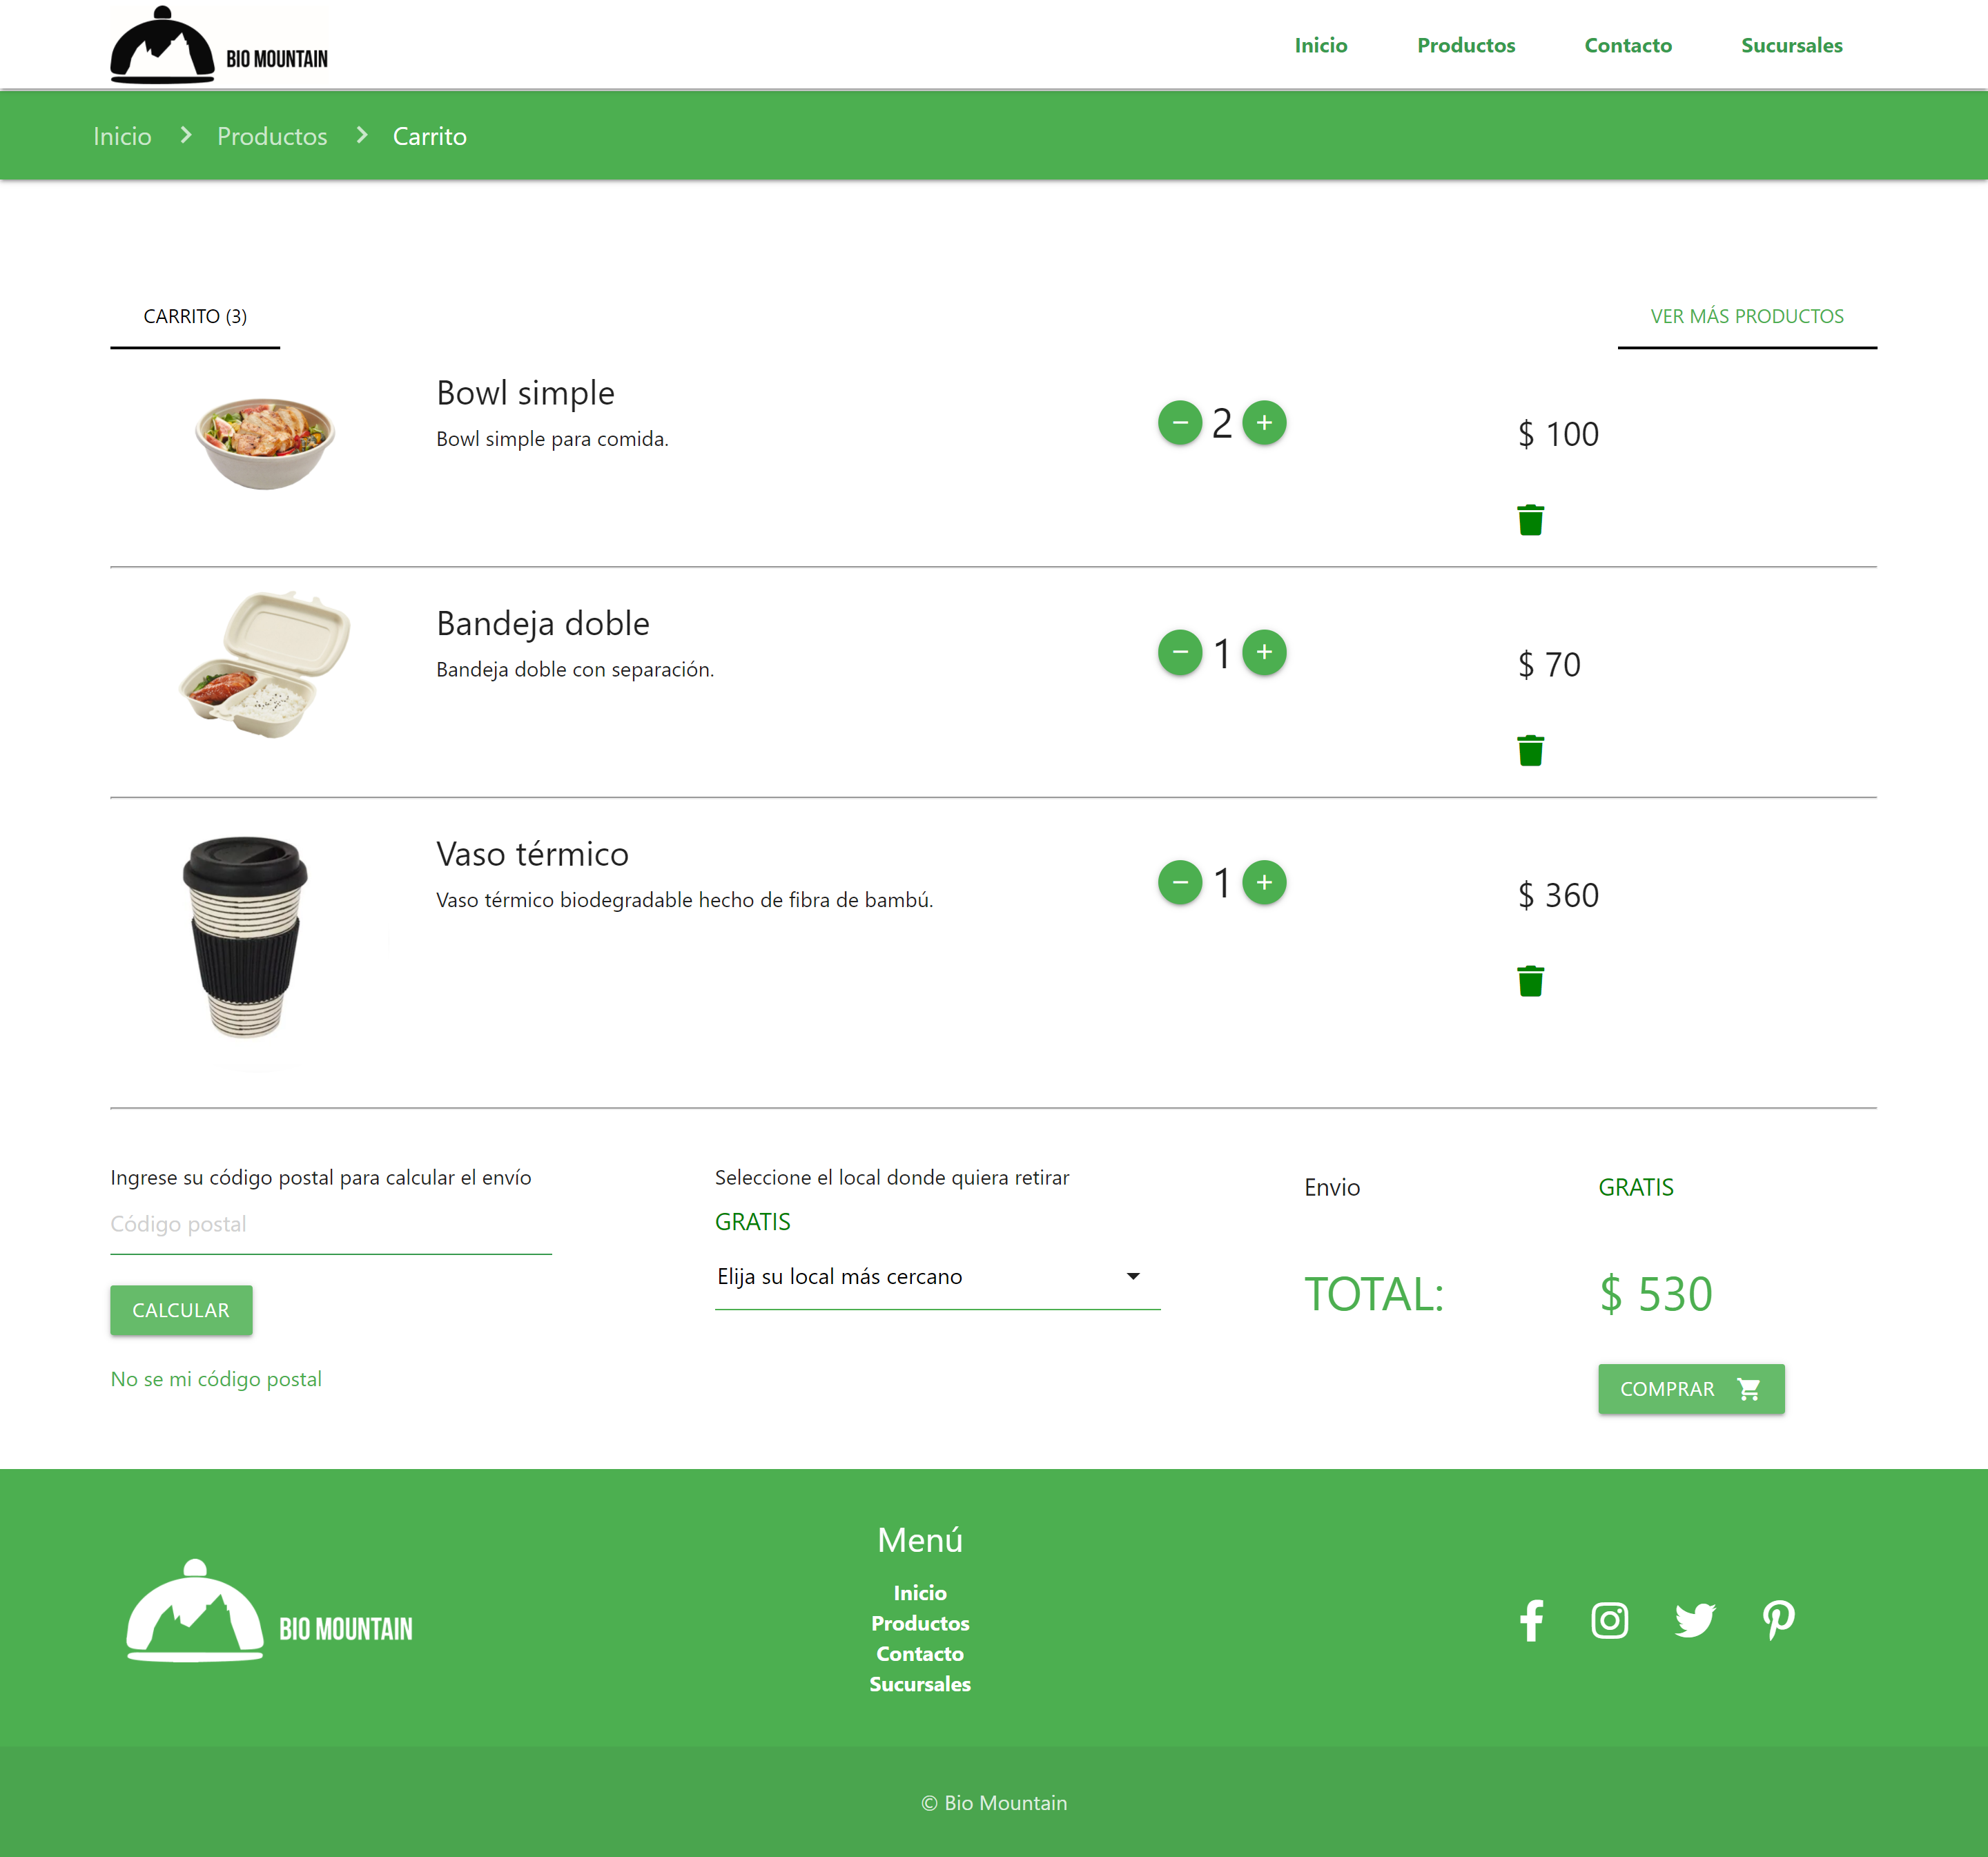 BIO MOUNTAIN
Inicio Productos Contacto Sucursales
Inicio Productos Carrito
CARRITO (3) VER MÁS PRODUCTOS
Bowl simple
Bowl simple para comida.
2
$ 100
Bandeja doble
Bandeja doble con separación.
1
$ 70
Vaso térmico
Vaso térmico biodegradable hecho de fibra de bambú.
1
$ 360
Ingrese su código postal para calcular el envío
Código postal
CALCULAR
No se mi código postal
Seleccione el local donde quiera retirar
GRATIS
Elija su local más cercano
Envio GRATIS
TOTAL: $ 530
COMPRAR
BIO MOUNTAIN
Menú
Inicio
Productos
Contacto
Sucursales
© Bio Mountain